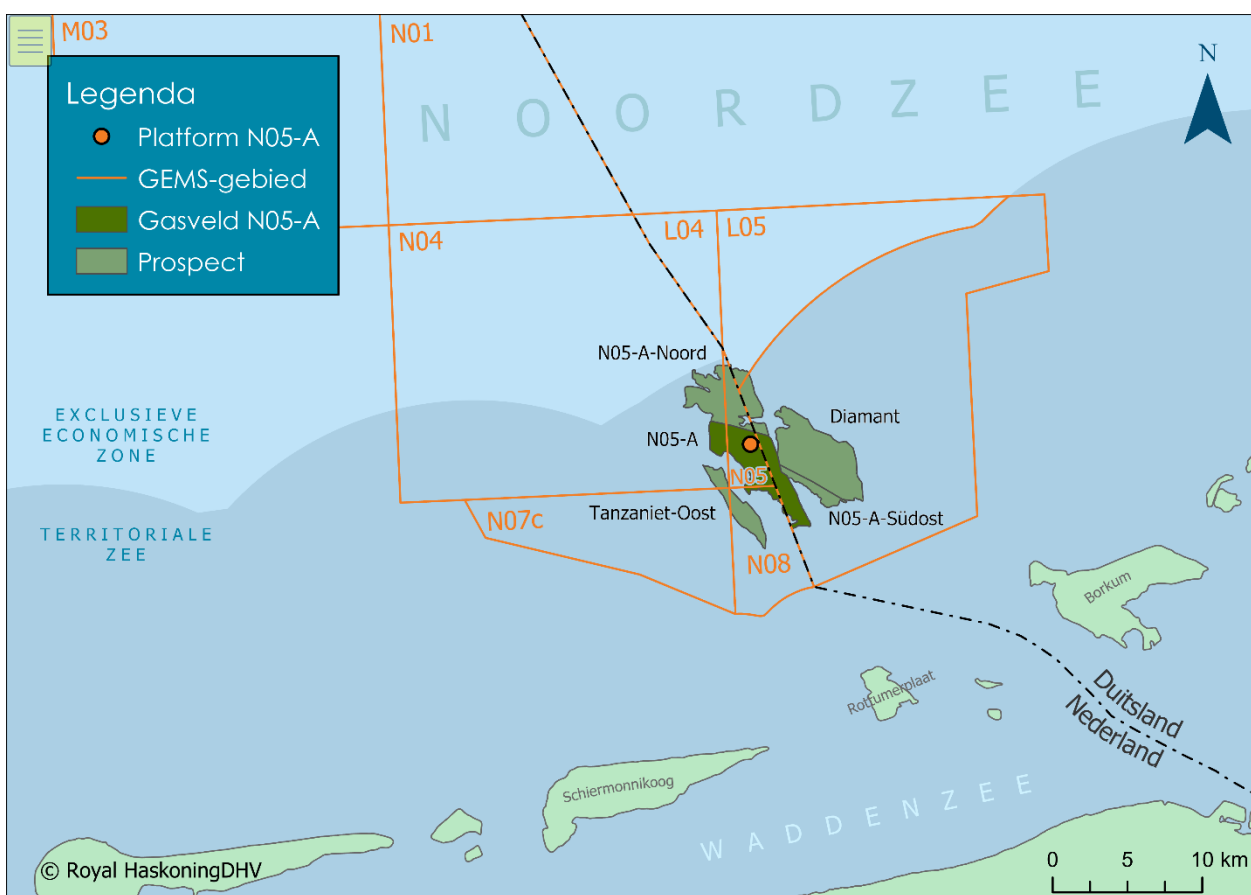 M03
N01
N
Legenda
Platform N05-A
GEMS-gebied
Gasveld N05-A
Prospect
NOORDZEE
N04
L04
L05
N05-A-Noord
Diamant
N05-A
N05
EXCLUSIEVE
ECONOMISCHE
ZONE
Tanzaniet-Oost
N05-A-Südost
N07c
TERRITORIALE
ZEE
N08
Borkum
Rottumerplaat
Duitsland
Nederland
Schiermonnikoog
WADDENZEE
© Royal HaskoningDHV
0 5 10 km